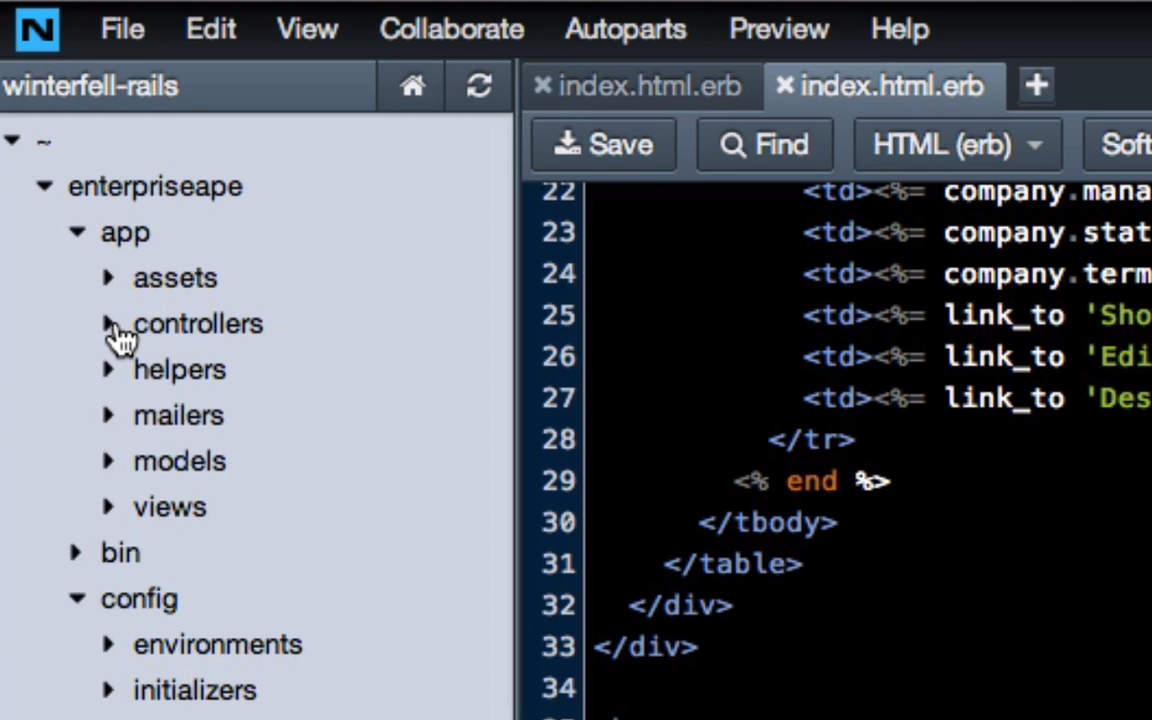 N File Edit View Collaborate Autoparts Preview Help
winterfell-rails
index.html.erb index.html.erb
Save Find HTML (erb) Soft
~
enterpriseape
app
assets
controllers
helpers
mailers
models
views
bin
config
environments
initializers
22 <td><%= company.mana
23 <td><%= company.stat
24 <td><%= company.term
25 <td><%= link_to 'Sho
26 <td><%= link_to 'Edi
27 <td><%= link_to 'Des
28 </tr>
29 <% end %>
30 </tbody>
31 </table>
32 </div>
33 </div>
34